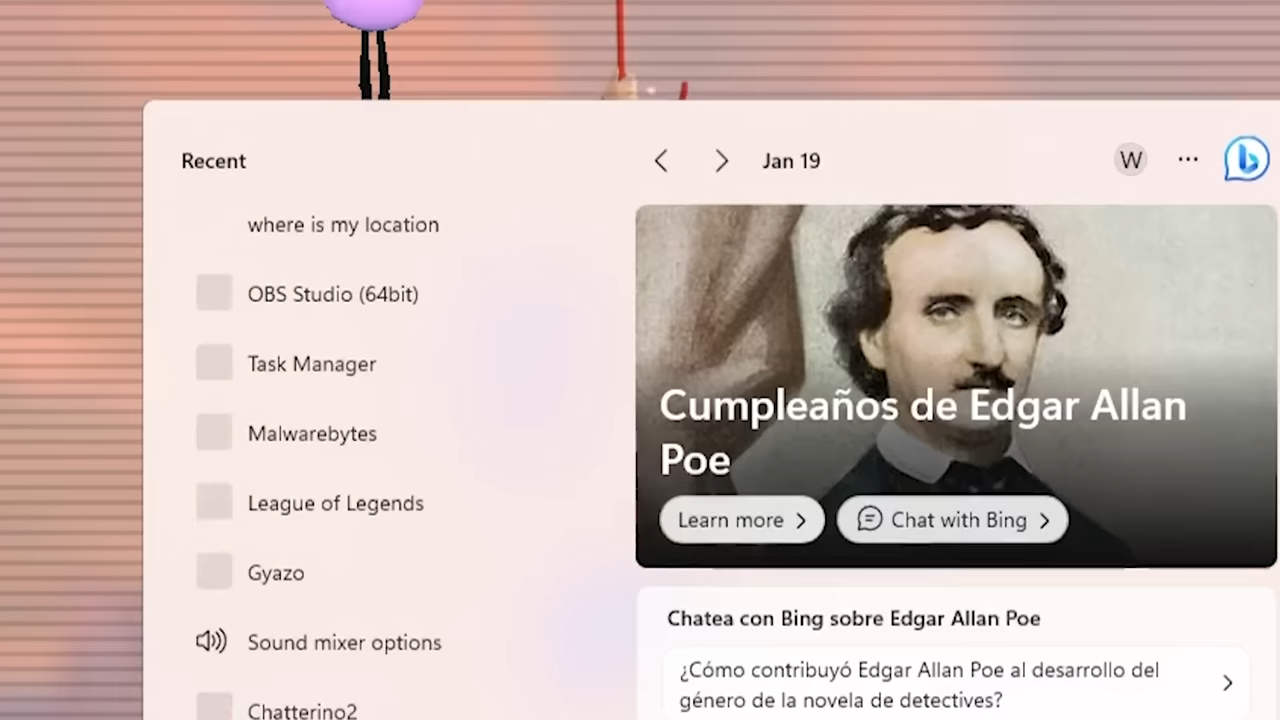 Recent
where is my location
OBS Studio (64bit)
Task Manager
Malwarebytes
League of Legends
Gyazo
Sound mixer options
Chatterino2
Jan 19
W
Cumpleaños de Edgar Allan
Poe
Learn more
Chat with Bing
Chatea con Bing sobre Edgar Allan Poe
¿Cómo contribuyó Edgar Allan Poe al desarrollo del
género de la novela de detectives?